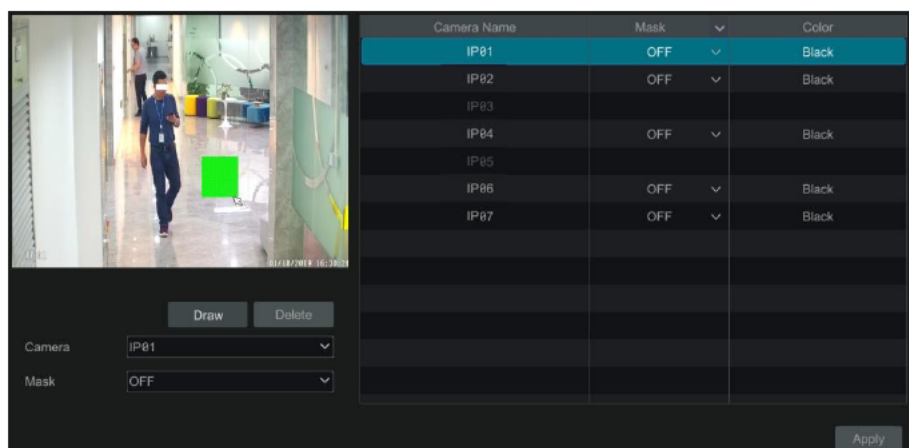 Camera Name Mask Color
IP01 OFF Black
IP02 OFF Black
IP03
IP04 OFF Black
IP05
IP06 OFF Black
IP07 OFF Black
Draw Delete
Camera IP01
Mask OFF
Apply